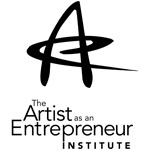 The
Artist as an
Entrepreneur
INSTITUTE